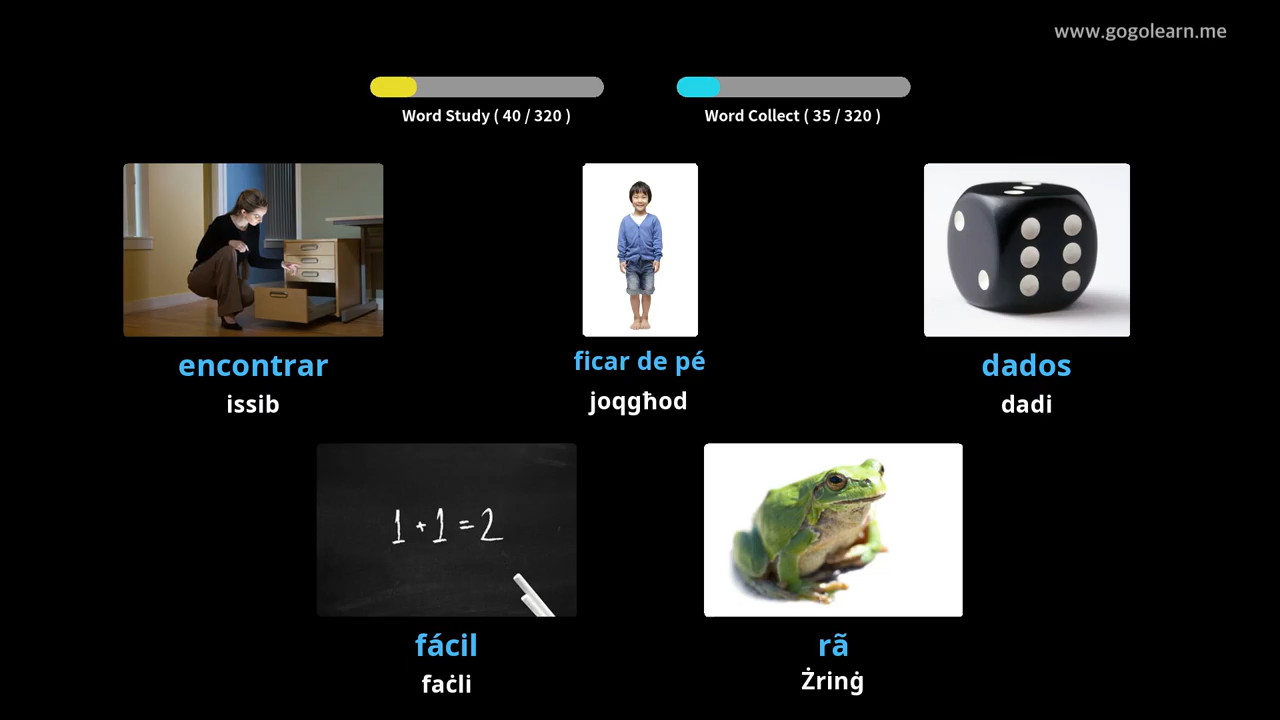 www.gogolearn.me
Word Study ( 40 / 320 )
Word Collect ( 35 / 320 )
encontrar
issib
ficar de pé
joqgħod
dados
dadi
1 + 1 = 2
fácil
faċli
rã
Żrinġ